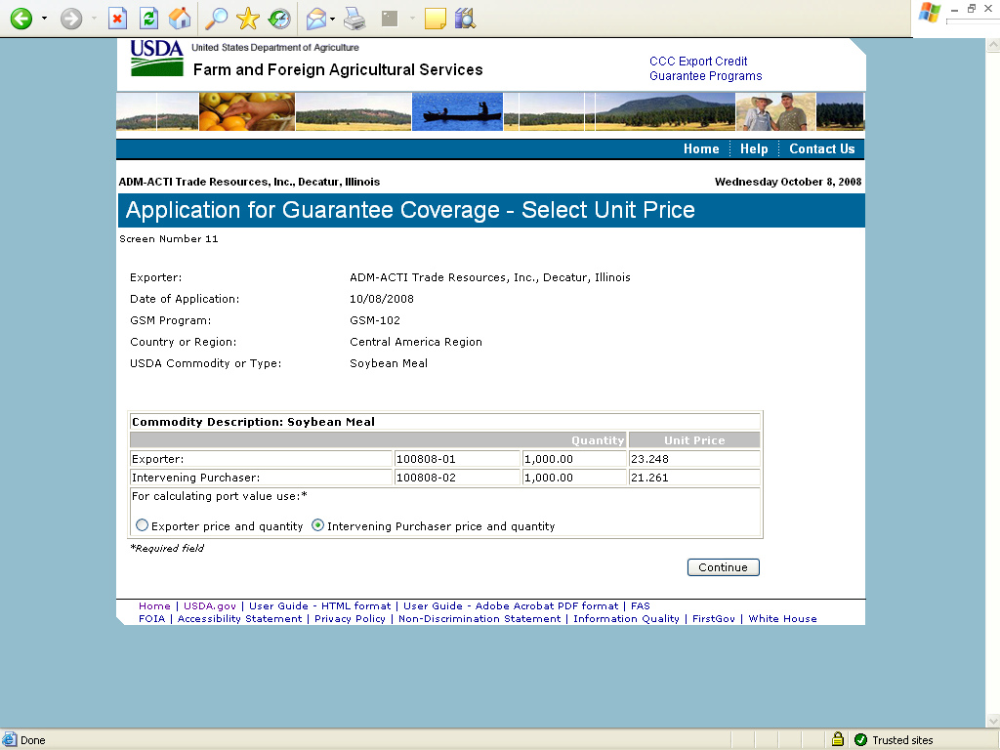 USDA United States Department of Agriculture
Farm and Foreign Agricultural Services
CCC Export Credit
Guarantee Programs
Home Help Contact Us
ADM-ACTI Trade Resources, Inc., Decatur, Illinois Wednesday October 8, 2008
Application for Guarantee Coverage - Select Unit Price
Screen Number 11
Exporter: ADM-ACTI Trade Resources, Inc., Decatur, Illinois
Date of Application: 10/08/2008
GSM Program: GSM-102
Country or Region: Central America Region
USDA Commodity or Type: Soybean Meal
Commodity Description: Soybean Meal
Quantity Unit Price
Exporter: 100808-01 1,000.00 23.248
Intervening Purchaser: 100808-02 1,000.00 21.261
For calculating port value use:*
Exporter price and quantity Intervening Purchaser price and quantity
*Required field
Continue
Home | USDA.gov | User Guide - HTML format | User Guide - Adobe Acrobat PDF format | FAS
FOIA | Accessibility Statement | Privacy Policy | Non-Discrimination Statement | Information Quality | FirstGov | White House
Done Trusted sites